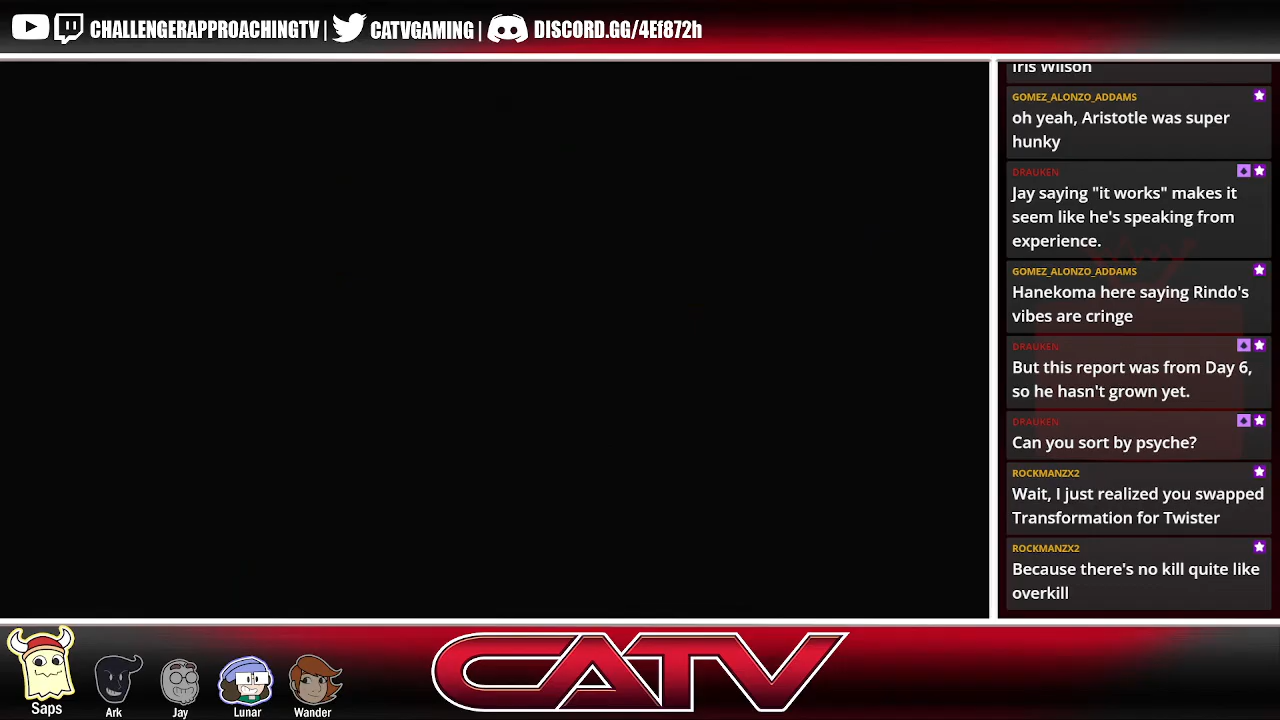 CHALLENGERAPPROACHINGTV | CATVGAMING | DISCORD.GG/4Ef872h
Iris Wilson
GOMEZ_ALONZO_ADDAMS
oh yeah, Aristotle was super
hunky
DRAUKEN
Jay saying "it works" makes it
seem like he's speaking from
experience.
GOMEZ_ALONZO_ADDAMS
Hanekoma here saying Rindo's
vibes are cringe
DRAUKEN
But this report was from Day 6,
so he hasn't grown yet.
DRAUKEN
Can you sort by psyche?
ROCKMANZX2
Wait, I just realized you swapped
Transformation for Twister
ROCKMANZX2
Because there's no kill quite like
overkill
Saps
Ark
Jay
Lunar
Wander
CATV